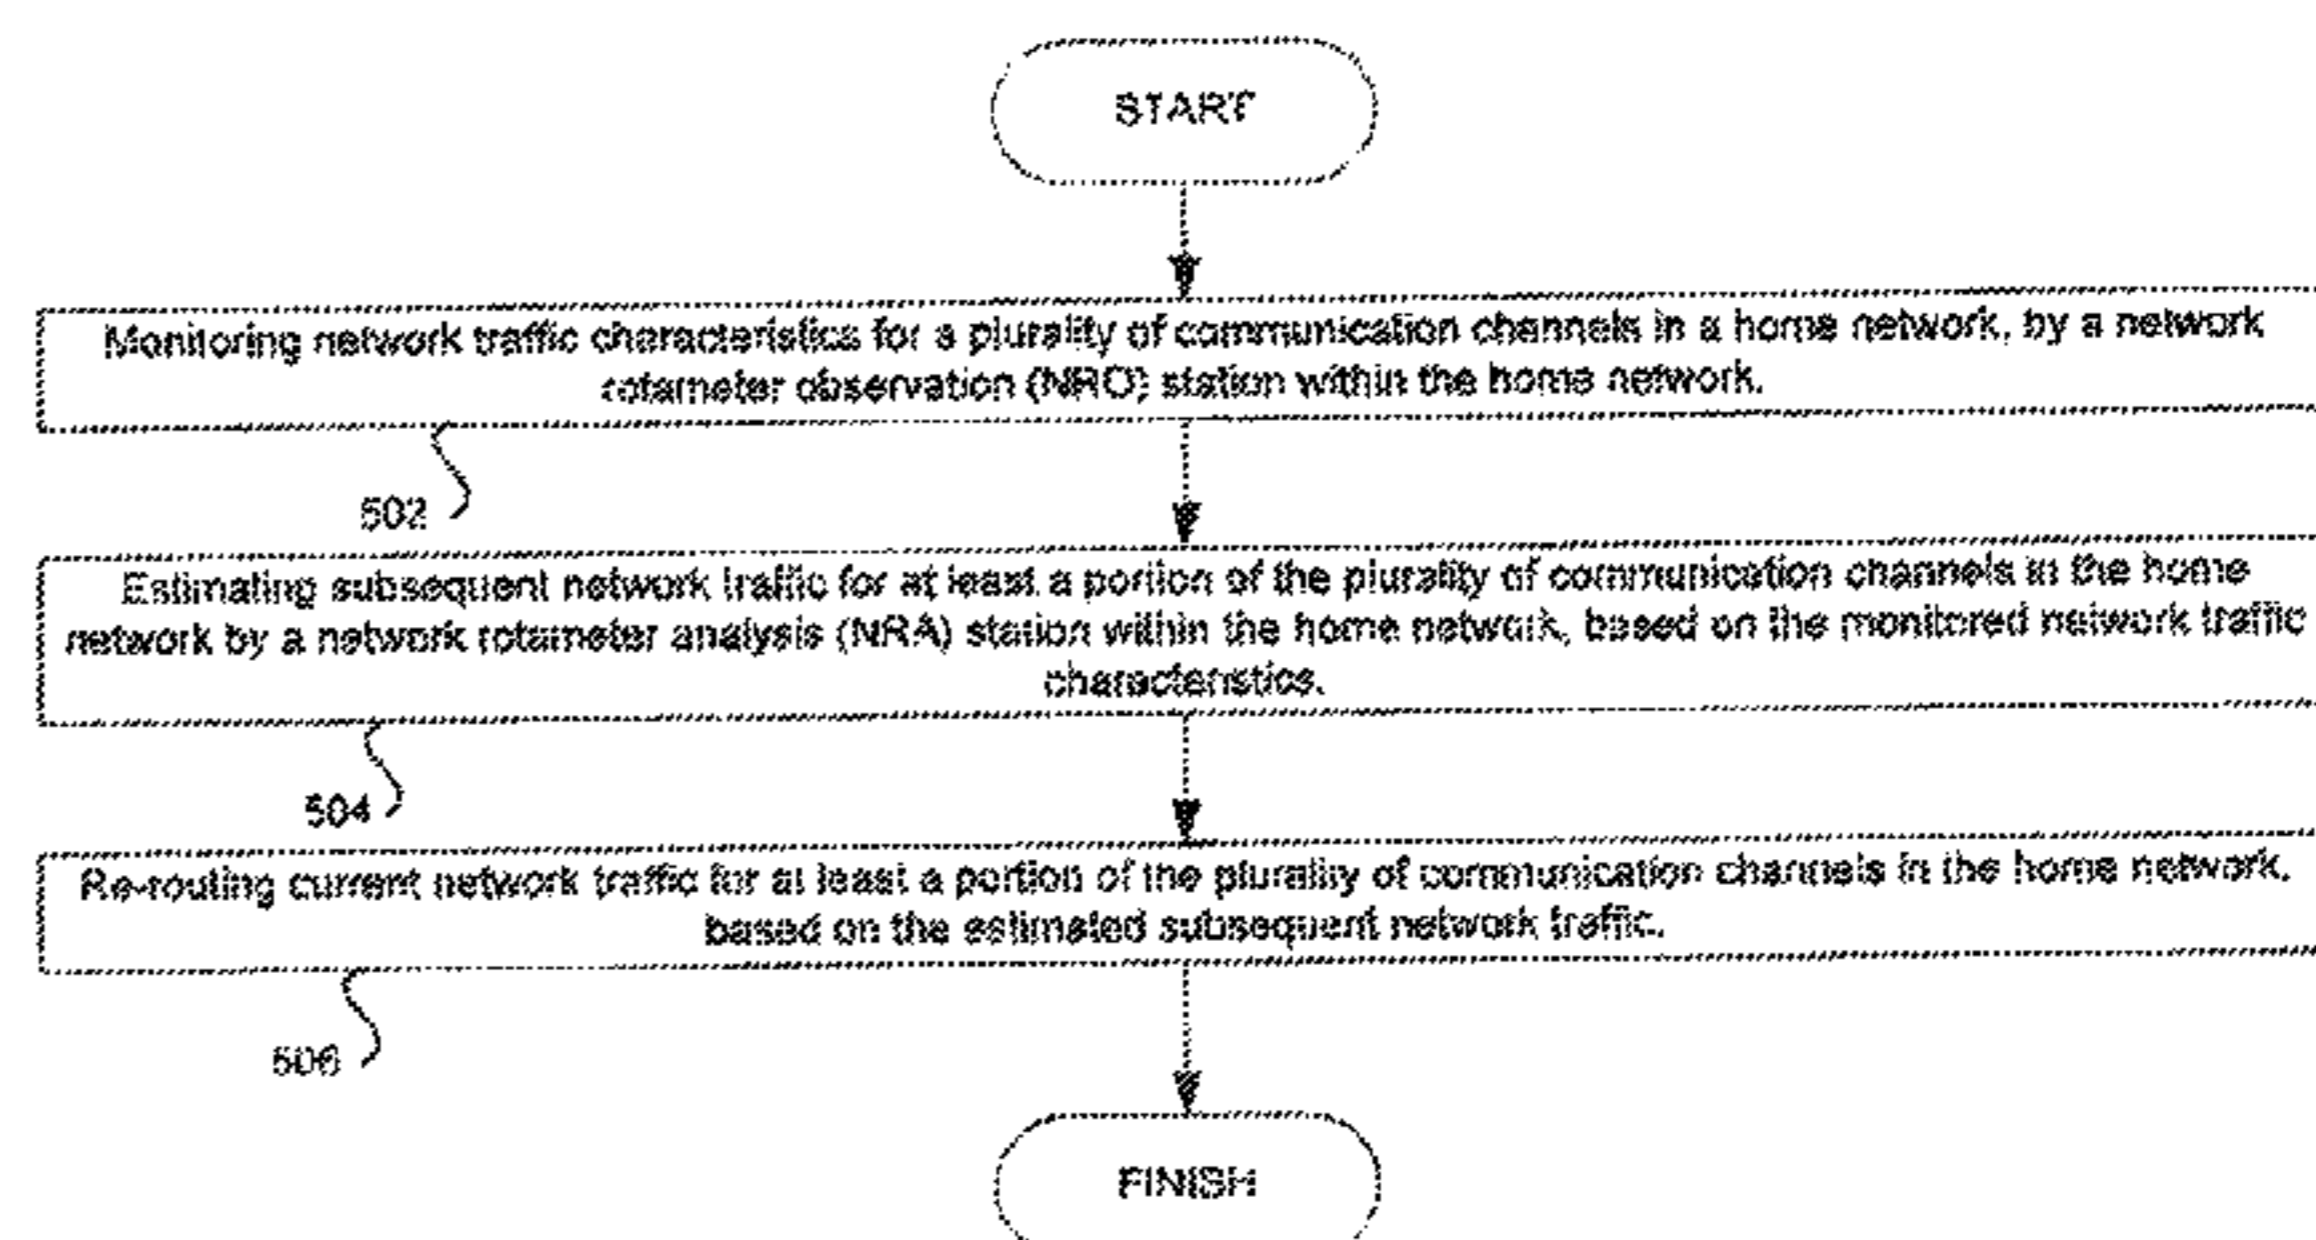 START
Monitoring network traffic characteristics for a plurality of communication channels in a home network, by a network
rotameter observation (NRO) station within the home network.
502
Estimating subsequent network traffic for at least a portion of the plurality of communication channels in the home
network by a network rotameter analysis (NRA) station within the home network, based on the monitored network traffic
characteristics.
504
Re-routing current network traffic for at least a portion of the plurality of communication channels in the home network,
based on the estimated subsequent network traffic.
506
FINISH